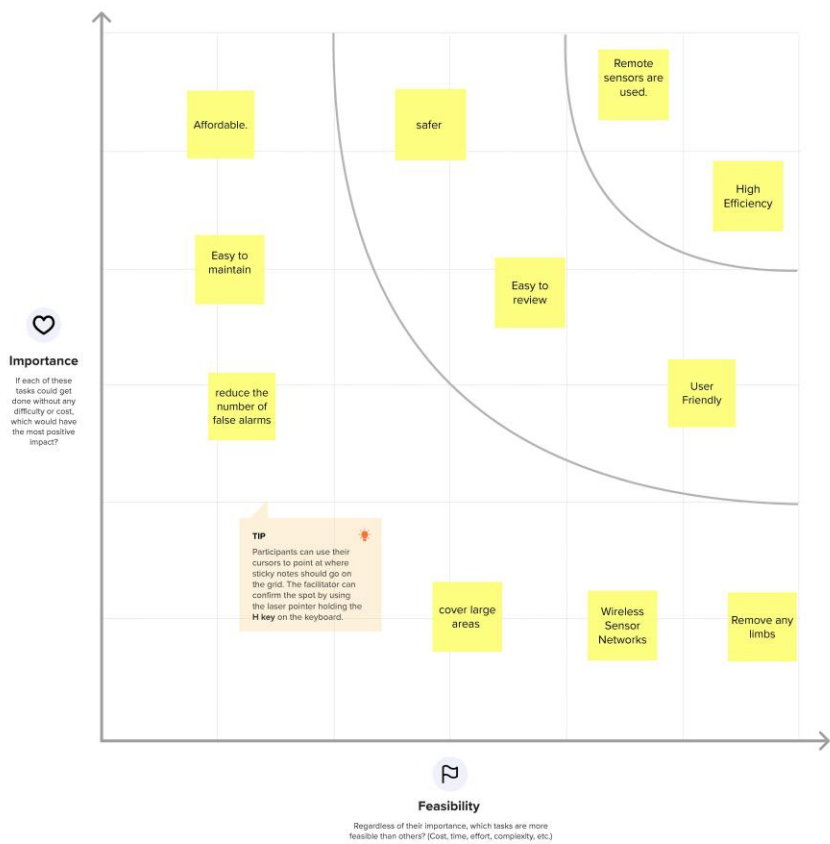 Remote
sensors are
used.
Affordable.
safer
High
Efficiency
Easy to
maintain
Easy to
review
Importance
If each of these
tasks could get
done without any
difficulty or cost,
which would have
the most positive
impact?
reduce the
number of
false alarms
User
Friendly
TIP
Participants can use their
cursors to point at where
sticky notes should go on
the grid. The facilitator can
confirm the spot by using
the laser pointer holding the
H key on the keyboard.
cover large
areas
Wireless
Sensor
Networks
Remove any
limbs
Feasibility
Regardless of their importance, which tasks are more
feasible than others? (Cost, time, effort, complexity, etc.)